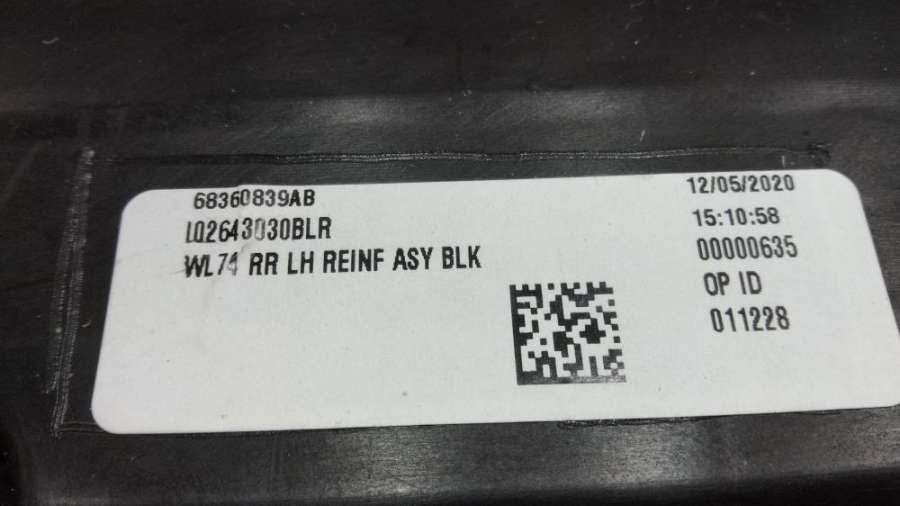 68360839AB
LQ2643030BLR
WL74 RR LH REINF ASY BLK
12/05/2020
15:10:58
00000635
OP ID
011228